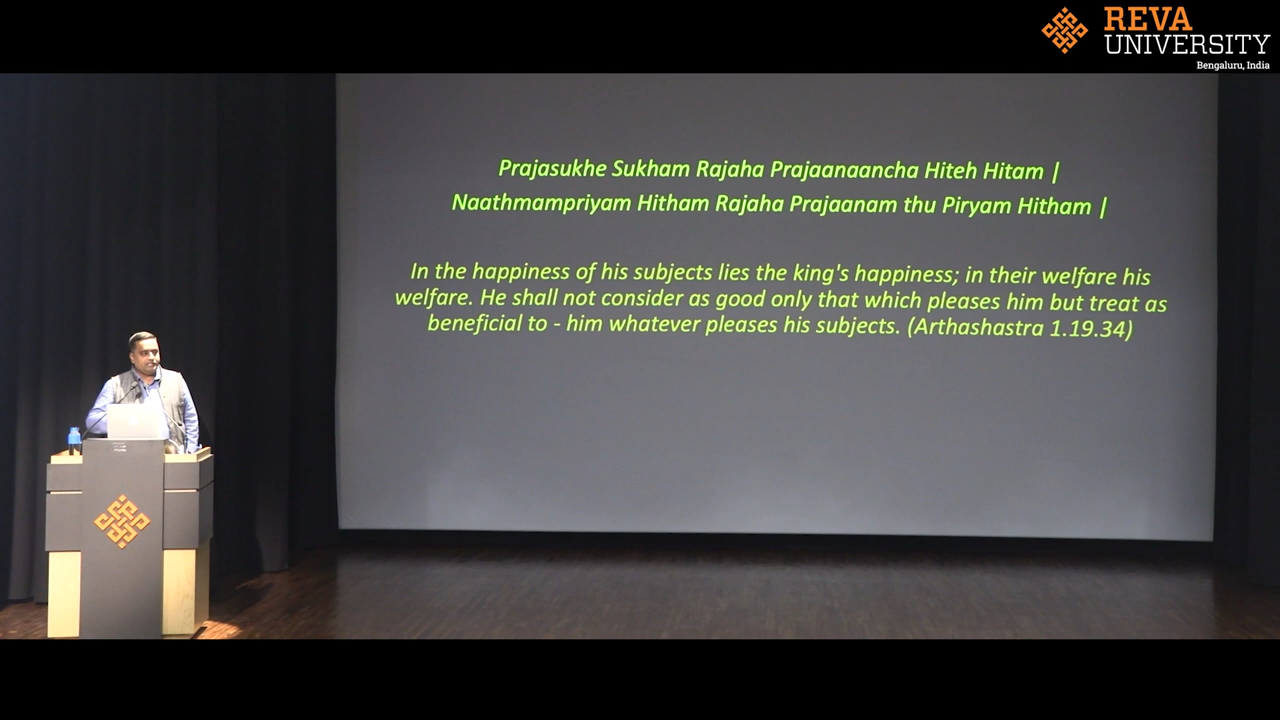 REVA
UNIVERSITY
Bengaluru, India
Prajasukhe Sukham Rajaha Prajaanaancha Hiteh Hitam |
Naathmampriyam Hitham Rajaha Prajaanam thu Piryam Hitham |
In the happiness of his subjects lies the king's happiness; in their welfare his
welfare. He shall not consider as good only that which pleases him but treat as
beneficial to - him whatever pleases his subjects. (Arthashastra 1.19.34)